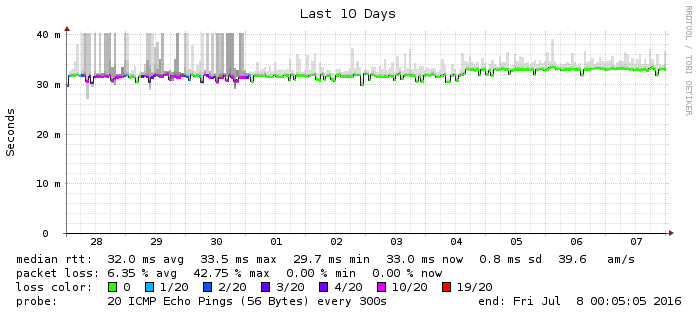 Last 10 Days
RRDTOOL / TOBI OETIKER
Seconds
40 m
30 m
20 m
10 m
0
28 29 30 01 02 03 04 05 06 07
median rtt: 32.0 ms avg 33.5 ms max 29.7 ms min 33.0 ms now 0.8 ms sd 39.6 am/s
packet loss: 6.35 % avg 42.75 % max 0.00 % min 0.00 % now
loss color: 0 1/20 2/20 3/20 4/20 10/20 19/20
probe: 20 ICMP Echo Pings (56 Bytes) every 300s end: Fri Jul 8 00:05:05 2016